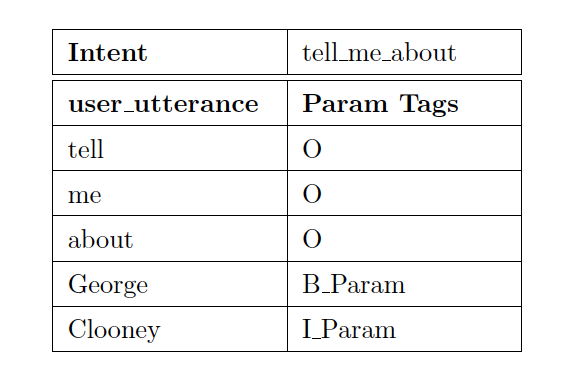 Intent tell_me_about
user_utterance Param Tags
tell O
me O
about O
George B_Param
Clooney I_Param